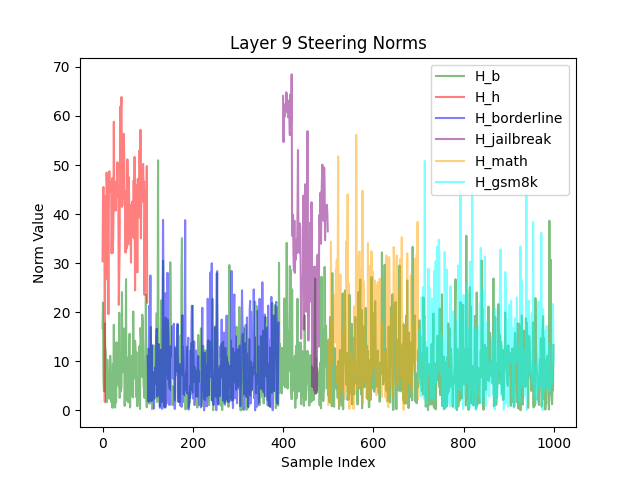 Layer 9 Steering Norms
Norm Value
70
60
50
40
30
20
10
0
H_b
H_h
H_borderline
H_jailbreak
H_math
H_gsm8k
0
200
400
600
800
1000
Sample Index